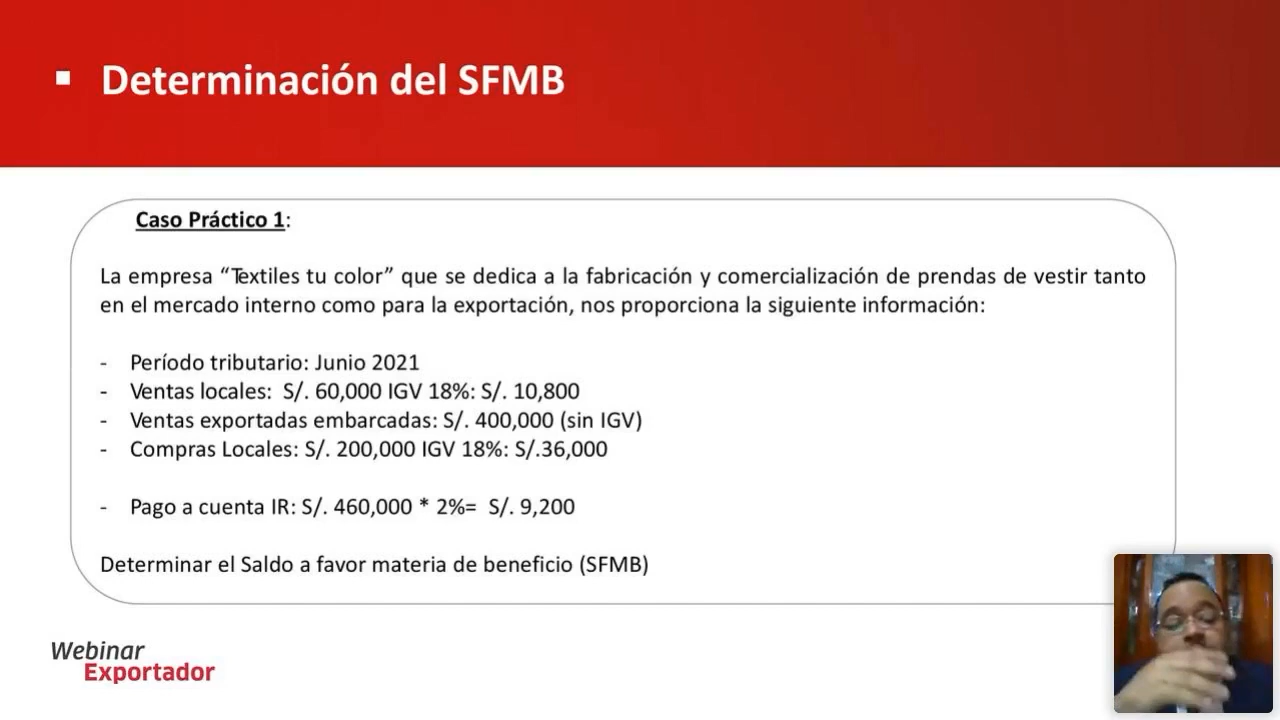 ▪ Determinación del SFMB
Caso Práctico 1:
La empresa “Textiles tu color” que se dedica a la fabricación y comercialización de prendas de vestir tanto
en el mercado interno como para la exportación, nos proporciona la siguiente información:
- Período tributario: Junio 2021
- Ventas locales: S/. 60,000 IGV 18%: S/. 10,800
- Ventas exportadas embarcadas: S/. 400,000 (sin IGV)
- Compras Locales: S/. 200,000 IGV 18%: S/.36,000
- Pago a cuenta IR: S/. 460,000 * 2%= S/. 9,200
Determinar el Saldo a favor materia de beneficio (SFMB)
Webinar
Exportador